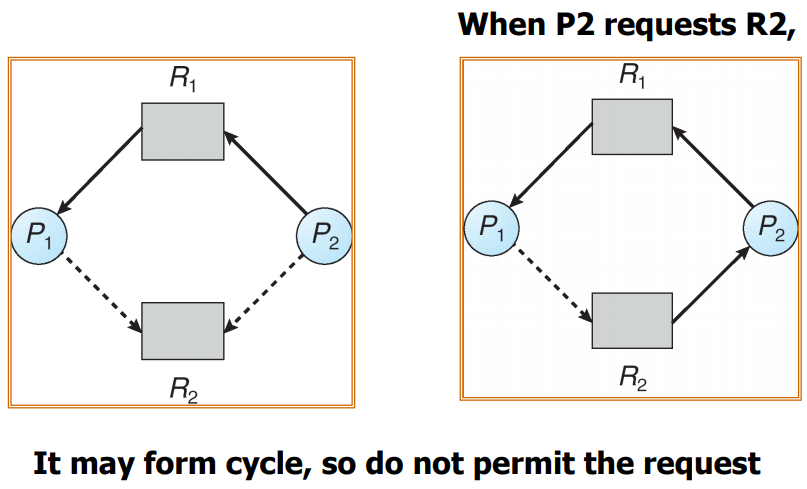 When P2 requests R2,
R1
P1
P2
R2
R1
P1
P2
R2
It may form cycle, so do not permit the request